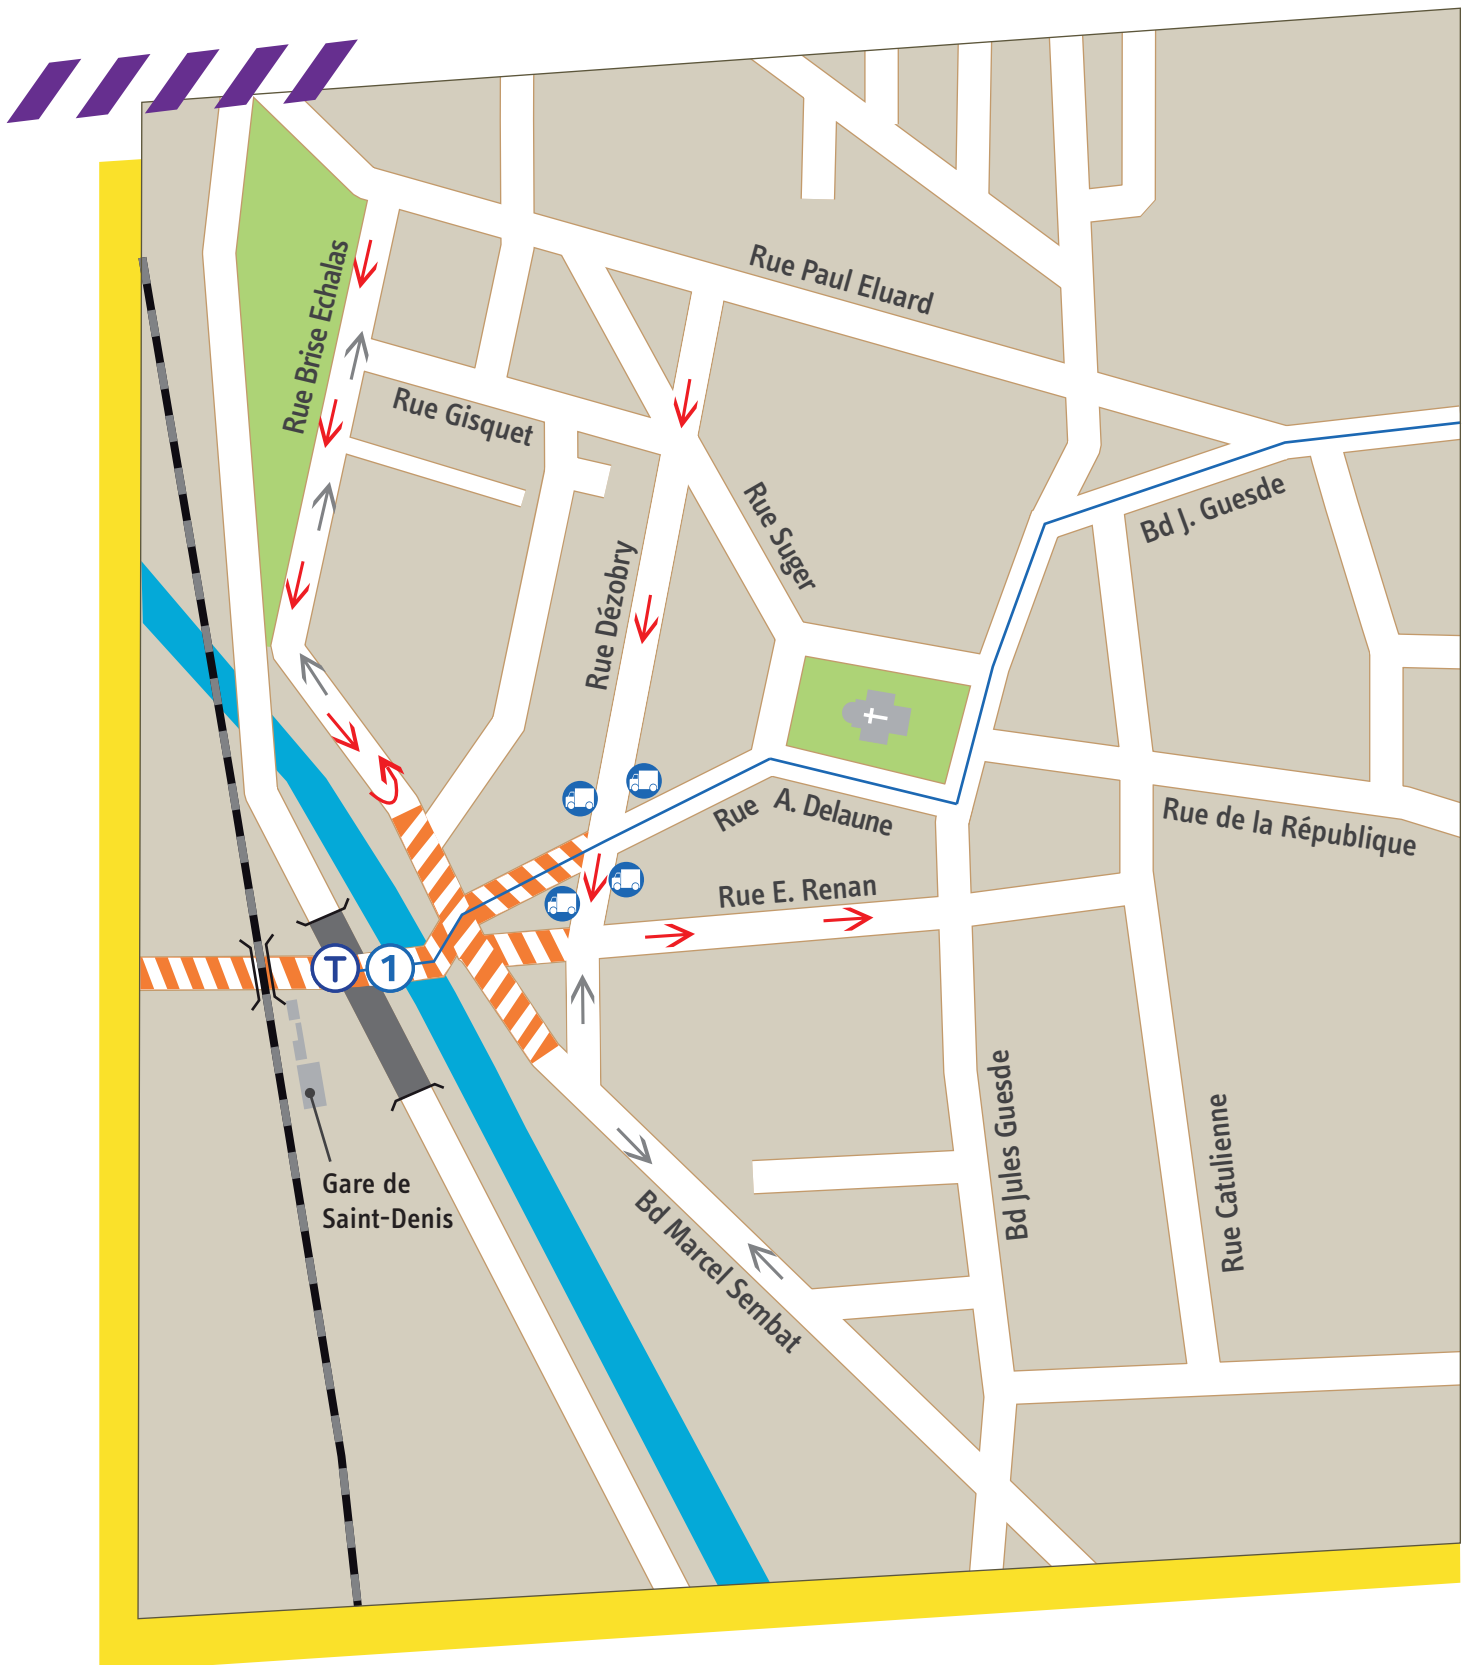 Rue Paul Eluard
Rue Brise Echalas
Rue Gisquet
Rue Suger
Bd J. Guesde
Rue Dézobry
Rue A. Delaune
Rue de la République
Rue E. Renan
T 1
Gare de
Saint-Denis
Bd Jules Guesde
Rue Catulienne
Bd Marcel Sembat